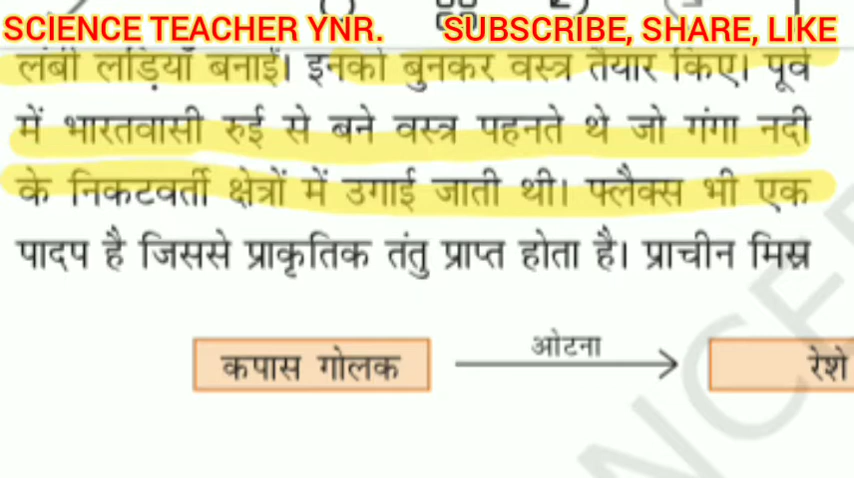 SCIENCE TEACHER YNR. SUBSCRIBE, SHARE, LIKE
लंबी लड़ियाँ बनाईं। इनको बुनकर वस्त्र तैयार किए। पूर्व
में भारतवासी रुई से बने वस्त्र पहनते थे जो गंगा नदी
के निकटवर्ती क्षेत्रों में उगाई जाती थी। फ्लैक्स भी एक
पादप है जिससे प्राकृतिक तंतु प्राप्त होता है। प्राचीन मिस्र
कपास गोलक ओटना रेशे